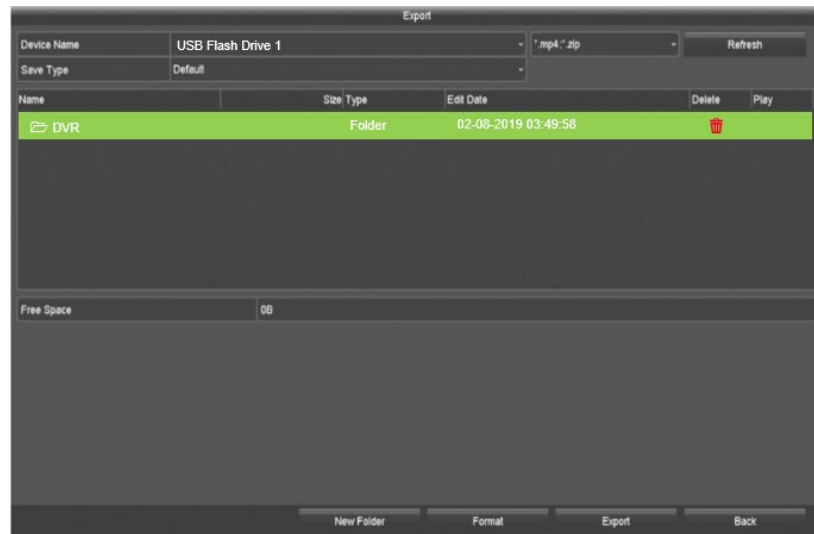 Export
Device Name USB Flash Drive 1 *.mp4;*.zip Refresh
Save Type Default
Name Size Type Edit Date Delete Play
DVR Folder 02-08-2019 03:49:58
Free Space 0B
New Folder Format Export Back